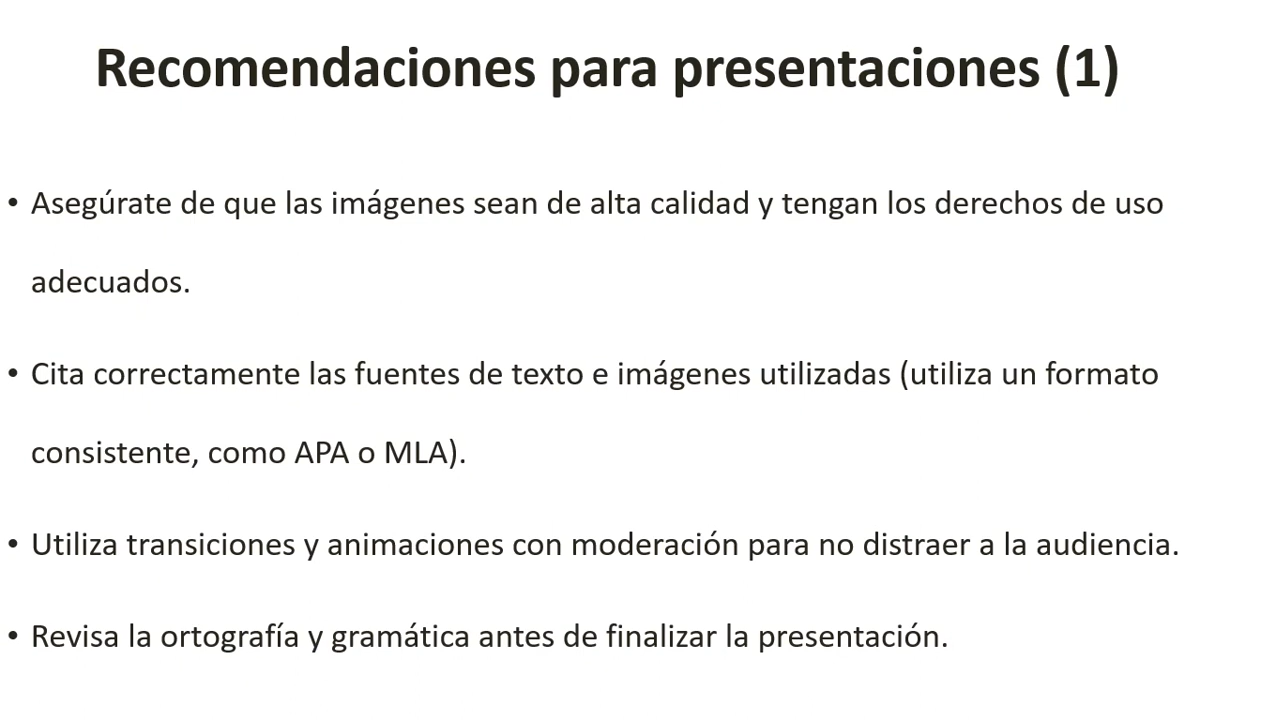 Recomendaciones para presentaciones (1)
• Asegúrate de que las imágenes sean de alta calidad y tengan los derechos de uso
adecuados.
• Cita correctamente las fuentes de texto e imágenes utilizadas (utiliza un formato
consistente, como APA o MLA).
• Utiliza transiciones y animaciones con moderación para no distraer a la audiencia.
• Revisa la ortografía y gramática antes de finalizar la presentación.